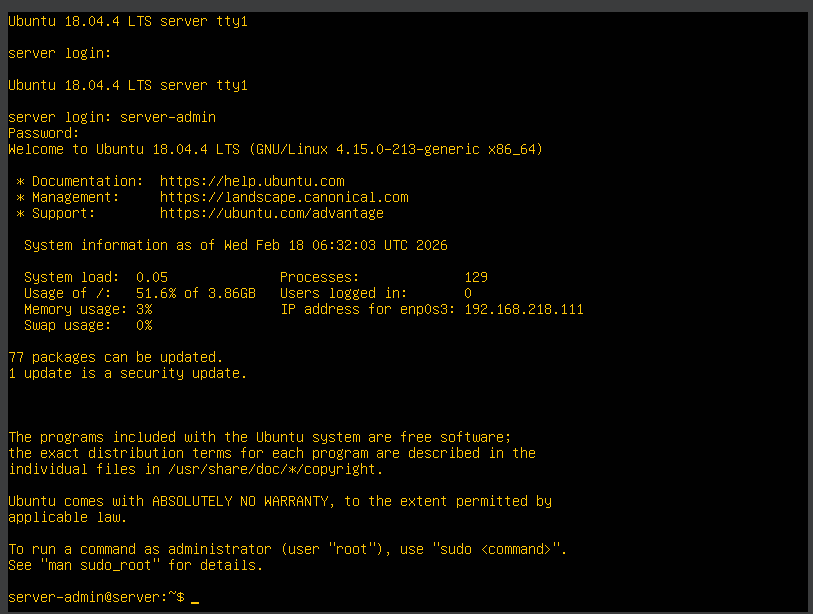 Ubuntu 18.04.4 LTS server tty1
server login:
Ubuntu 18.04.4 LTS server tty1
server login: server-admin
Password:
Welcome to Ubuntu 18.04.4 LTS (GNU/Linux 4.15.0-213-generic x86_64)
* Documentation:  https://help.ubuntu.com
* Management:     https://landscape.canonical.com
* Support:        https://ubuntu.com/advantage
System information as of Wed Feb 18 06:32:03 UTC 2026
System load:  0.05              Processes:             129
Usage of /:   51.6% of 3.86GB   Users logged in:       0
Memory usage: 3%                IP address for enp0s3: 192.168.218.111
Swap usage:   0%
77 packages can be updated.
1 update is a security update.
The programs included with the Ubuntu system are free software;
the exact distribution terms for each program are described in the
individual files in /usr/share/doc/*/copyright.
Ubuntu comes with ABSOLUTELY NO WARRANTY, to the extent permitted by
applicable law.
To run a command as administrator (user "root"), use "sudo <command>".
See "man sudo_root" for details.
server-admin@server:~$ _